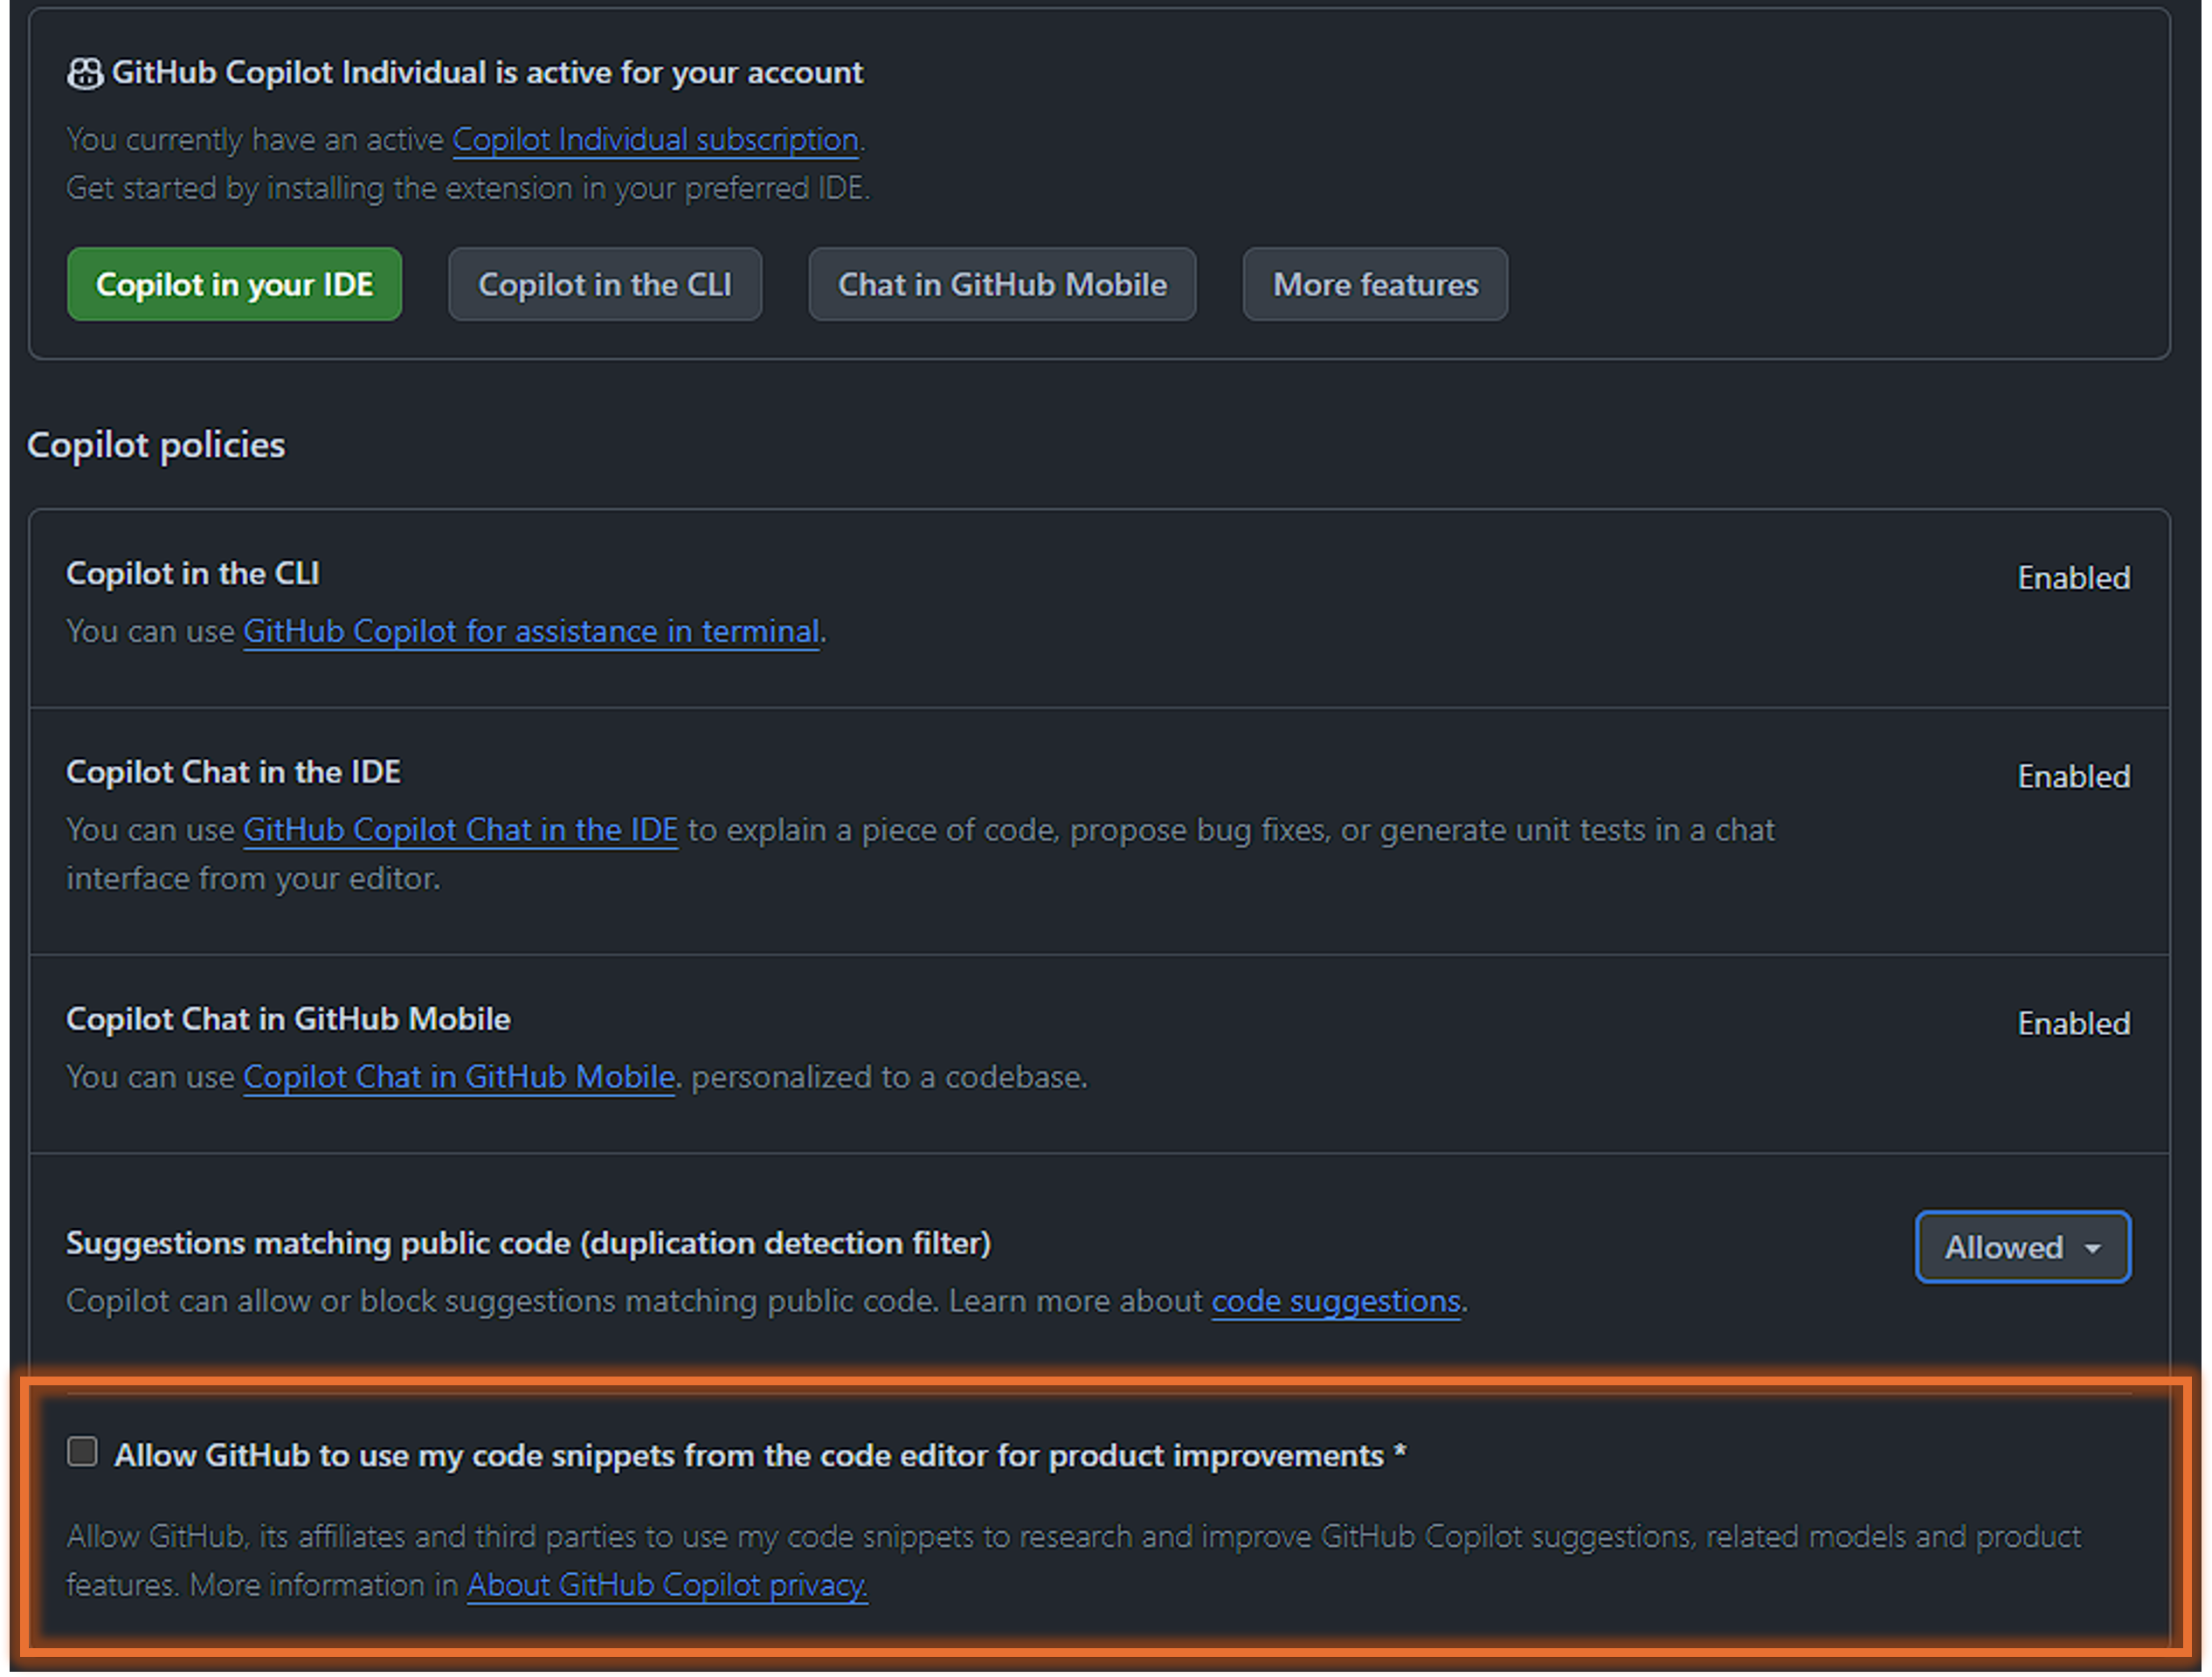 GitHub Copilot Individual is active for your account
You currently have an active Copilot Individual subscription.
Get started by installing the extension in your preferred IDE.
Copilot in your IDE
Copilot in the CLI
Chat in GitHub Mobile
More features
Copilot policies
Copilot in the CLI
Enabled
You can use GitHub Copilot for assistance in terminal.
Copilot Chat in the IDE
Enabled
You can use GitHub Copilot Chat in the IDE to explain a piece of code, propose bug fixes, or generate unit tests in a chat
interface from your editor.
Copilot Chat in GitHub Mobile
Enabled
You can use Copilot Chat in GitHub Mobile. personalized to a codebase.
Suggestions matching public code (duplication detection filter)
Allowed
Copilot can allow or block suggestions matching public code. Learn more about code suggestions.
Allow GitHub to use my code snippets from the code editor for product improvements *
Allow GitHub, its affiliates and third parties to use my code snippets to research and improve GitHub Copilot suggestions, related models and product
features. More information in About GitHub Copilot privacy.